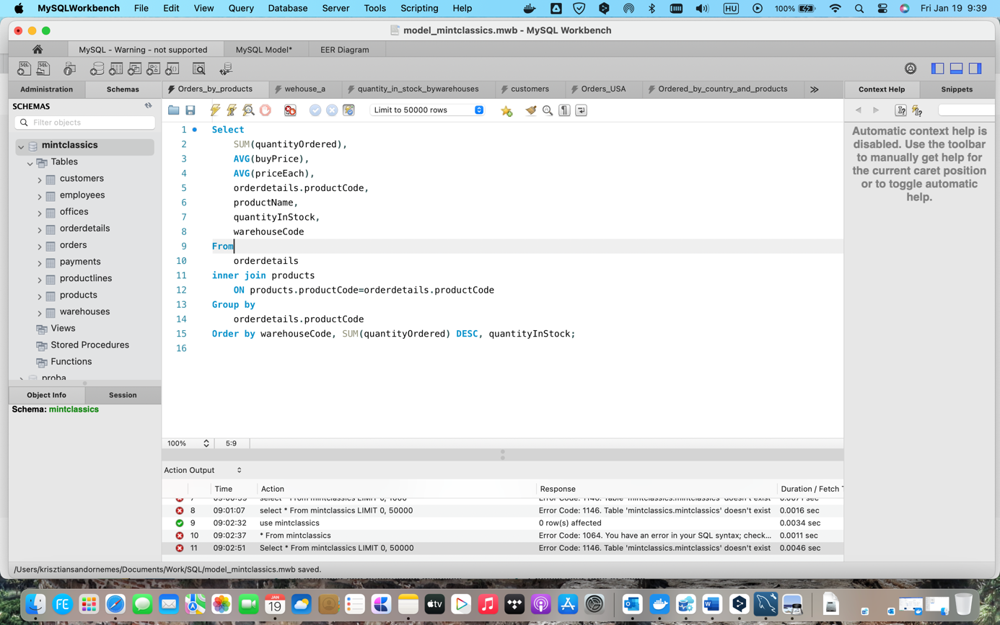 MySQLWorkbench File Edit View Query Database Server Tools Scripting Help HU 100% Fri Jan 19 9:39
model_mintclassics.mwb - MySQL Workbench
MySQL - Warning - not supported MySQL Model* EER Diagram
Administration Schemas Orders_by_products wehouse_a quantity_in_stock_bywarehouses customers Orders_USA Ordered_by_country_and_products Context Help Snippets
SCHEMAS
Filter objects
mintclassics
Tables
customers
employees
offices
orderdetails
orders
payments
productlines
products
warehouses
Views
Stored Procedures
Functions
proba
Object Info Session
Schema: mintclassics
Limit to 50000 rows
1 Select
2 SUM(quantityOrdered),
3 AVG(buyPrice),
4 AVG(priceEach),
5 orderdetails.productCode,
6 productName,
7 quantityInStock,
8 warehouseCode
9 From
10 orderdetails
11 inner join products
12 ON products.productCode=orderdetails.productCode
13 Group by
14 orderdetails.productCode
15 Order by warehouseCode, SUM(quantityOrdered) DESC, quantityInStock;
16
100% 5:9
Automatic context help is
disabled. Use the toolbar
to manually get help for
the current caret position
or to toggle automatic
help.
Action Output
Time Action Response Duration / Fetch T
select * From mintclassics LIMIT 0, 1000 Error Code: 1146. Table 'mintclassics.mintclassics' doesn't exist
8 09:01:07 select * From mintclassics LIMIT 0, 50000 Error Code: 1146. Table 'mintclassics.mintclassics' doesn't exist 0.0016 sec
9 09:02:32 use mintclassics 0 row(s) affected 0.0034 sec
10 09:02:37 * From mintclassics Error Code: 1064. You have an error in your SQL syntax; check... 0.0011 sec
11 09:02:51 Select * From mintclassics LIMIT 0, 50000 Error Code: 1146. Table 'mintclassics.mintclassics' doesn't exist 0.0046 sec
/Users/krisztiansandornemes/Documents/Work/SQL/model_mintclassics.mwb saved.
FE JAN 19 tv